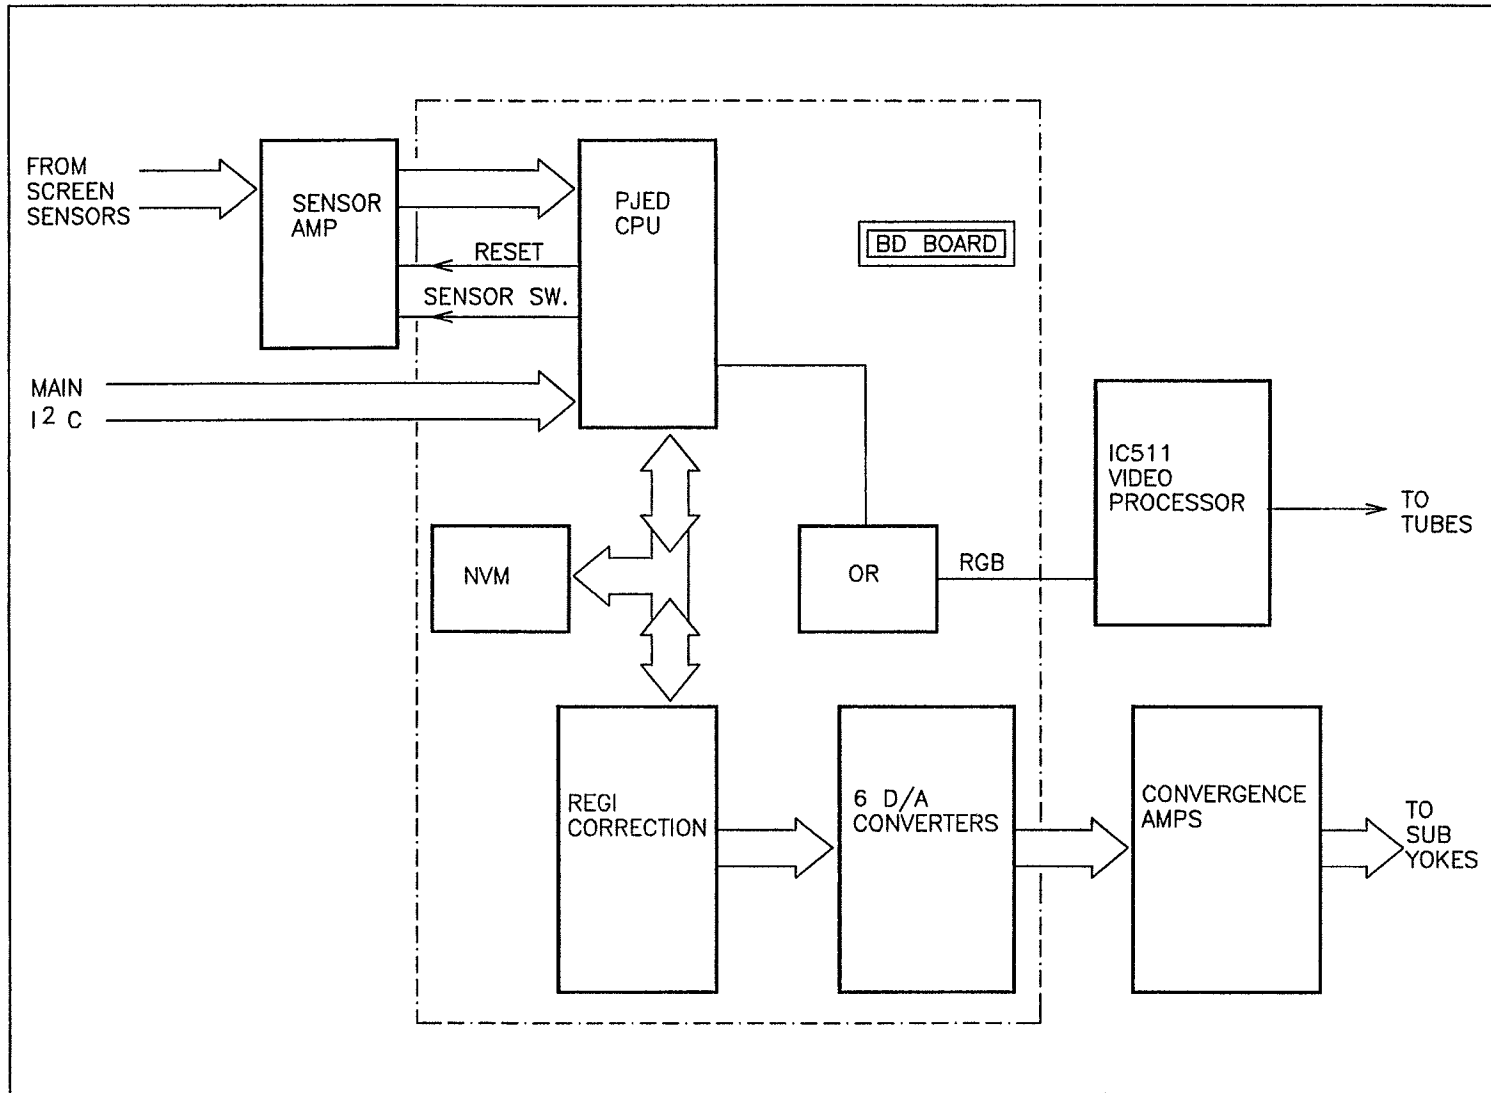 FROM
SCREEN
SENSORS
SENSOR
AMP
PJED
CPU
BD BOARD
RESET
SENSOR SW.
MAIN
I2 C
IC511
VIDEO
PROCESSOR
TO
TUBES
NVM
OR
RGB
REGI
CORRECTION
6 D/A
CONVERTERS
CONVERGENCE
AMPS
TO
SUB
YOKES